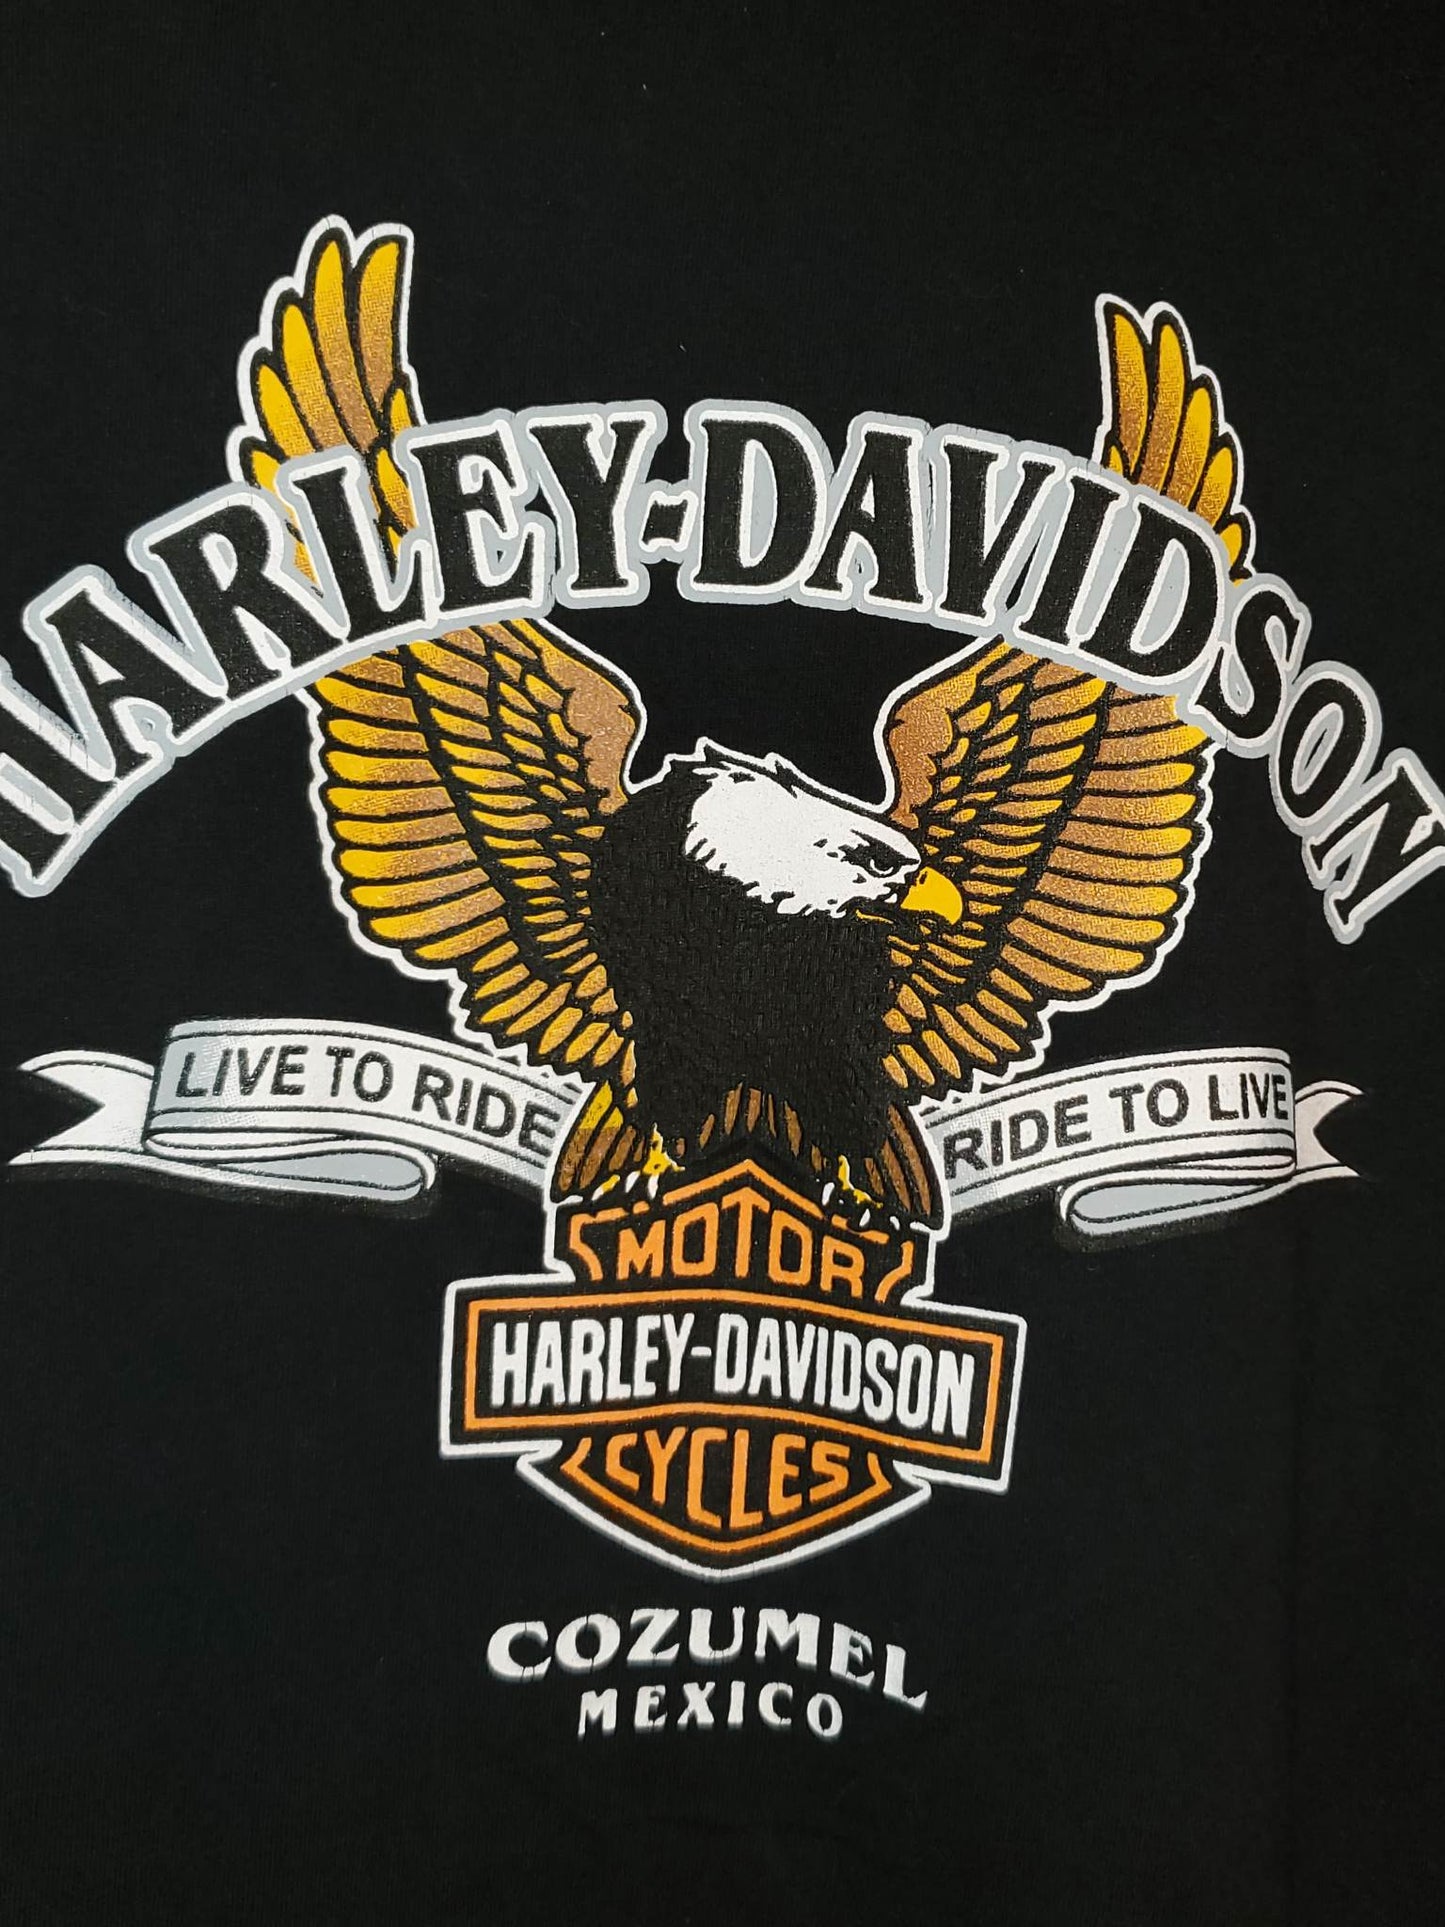 HARLEY-DAVIDSON
LIVE TO RIDE
RIDE TO LIVE
MOTOR
HARLEY-DAVIDSON
CYCLES
COZUMEL
MEXICO